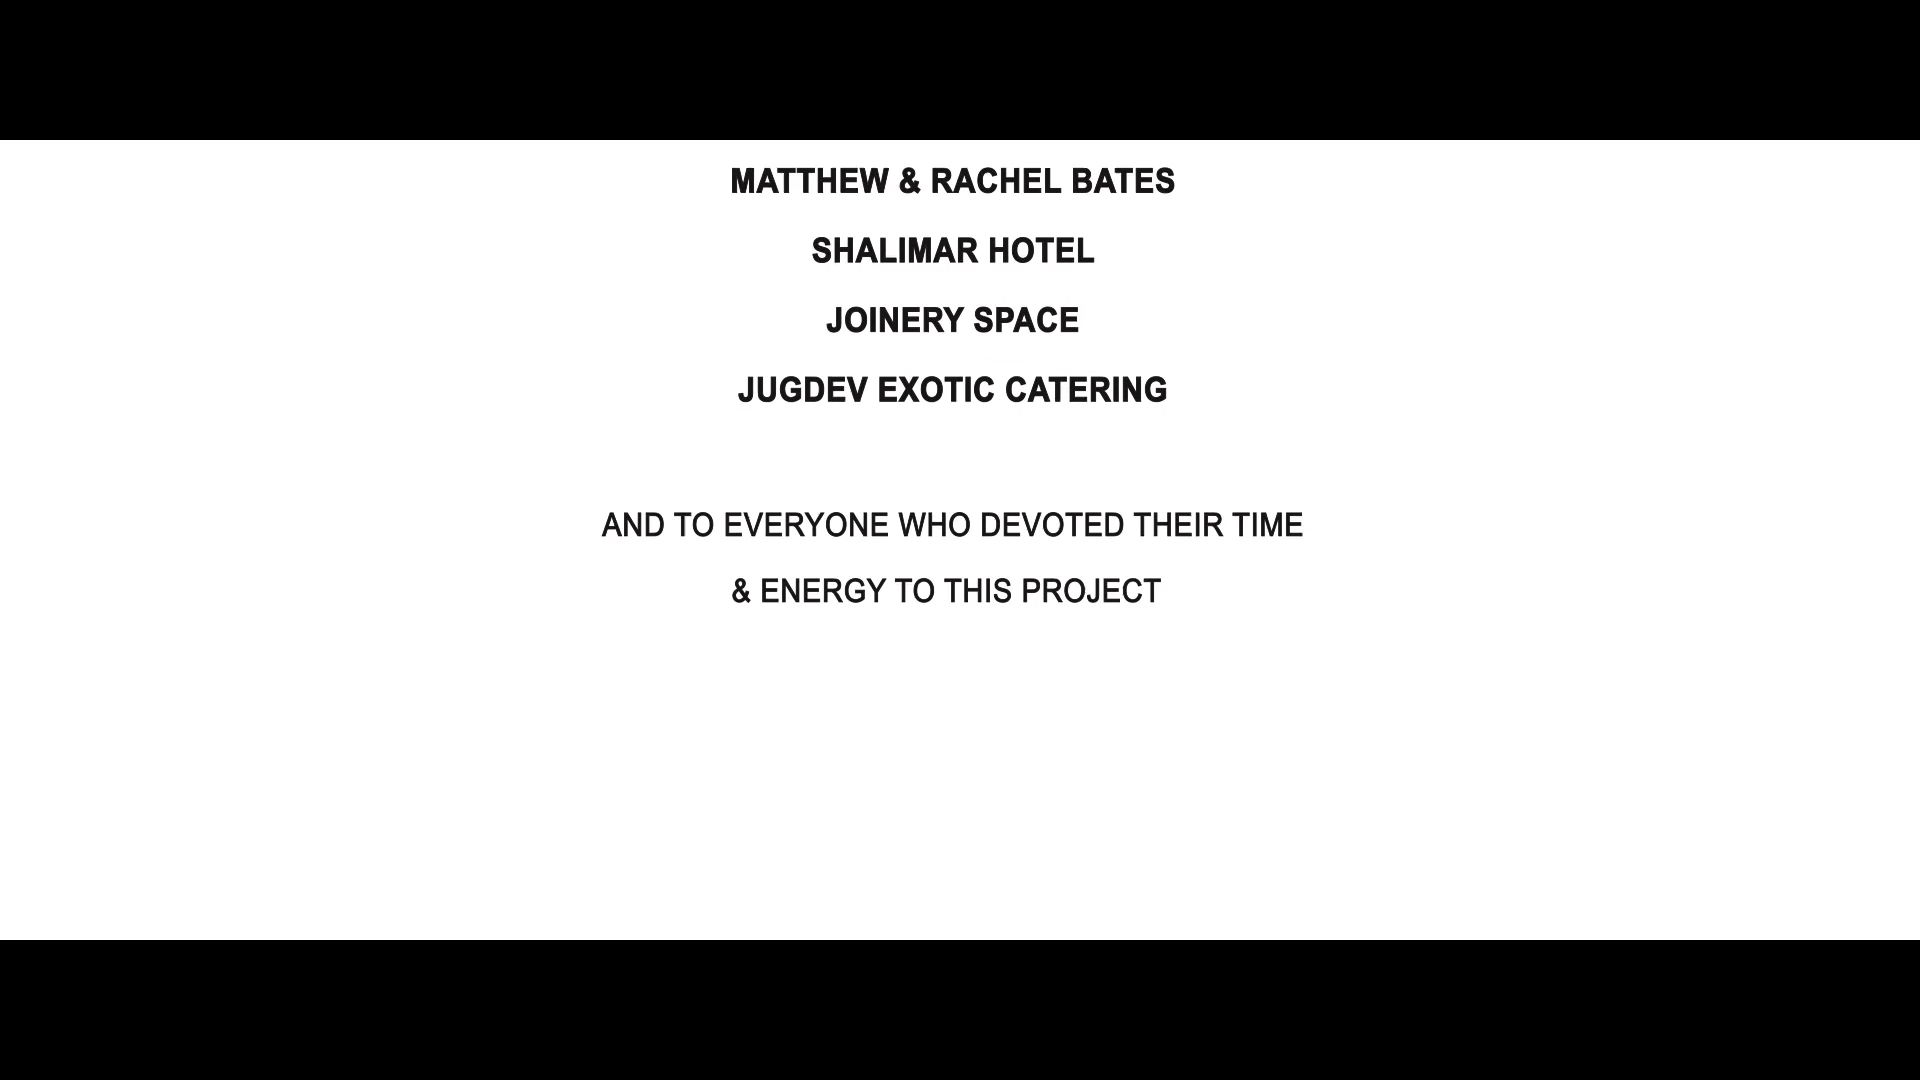 MATTHEW & RACHEL BATES
SHALIMAR HOTEL
JOINERY SPACE
JUGDEV EXOTIC CATERING
AND TO EVERYONE WHO DEVOTED THEIR TIME
& ENERGY TO THIS PROJECT